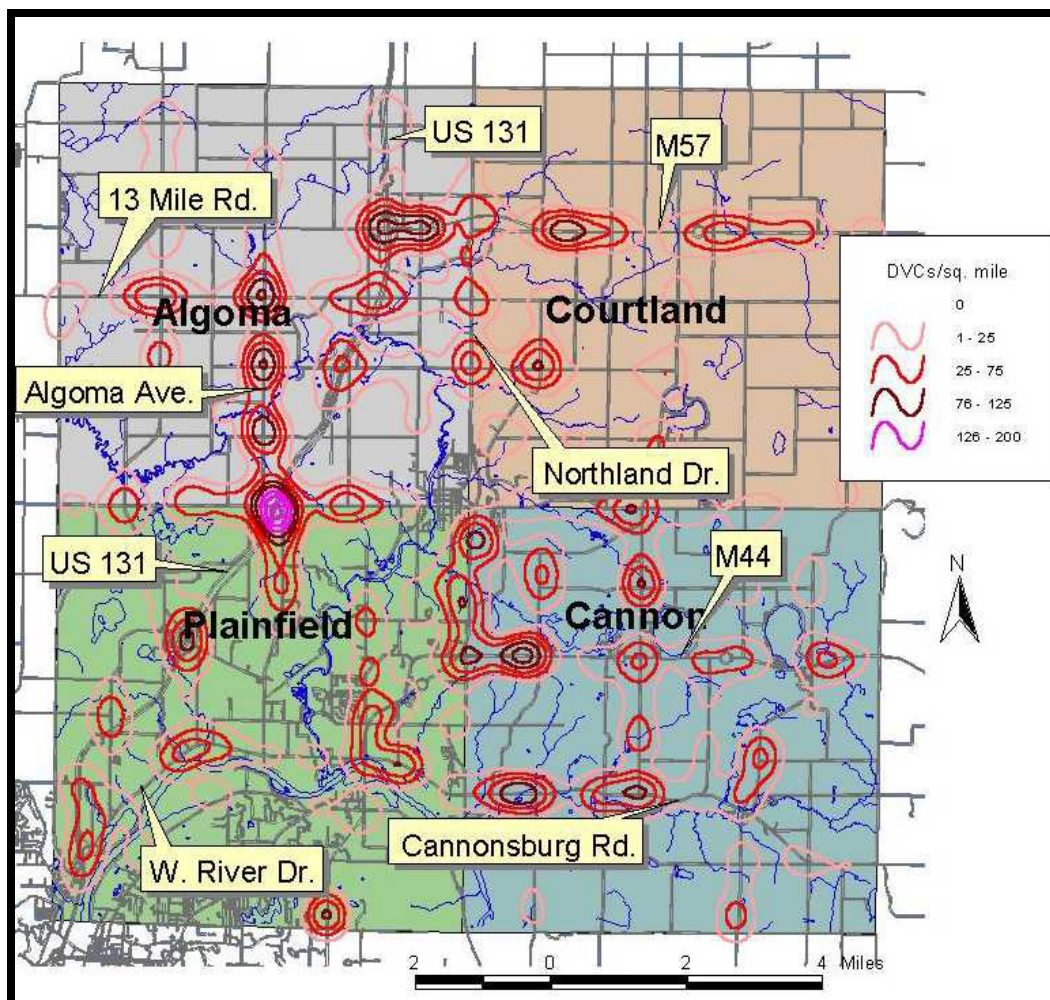 US 131
M57
13 Mile Rd.
DVCs/sq. mile
0
1 - 25
25 - 75
76 - 125
126 - 200
Algoma
Courtland
Algoma Ave.
Northland Dr.
US 131
M44
N
Plainfield
Cannon
Cannonsburg Rd.
W. River Dr.
2 0 2 4 Miles